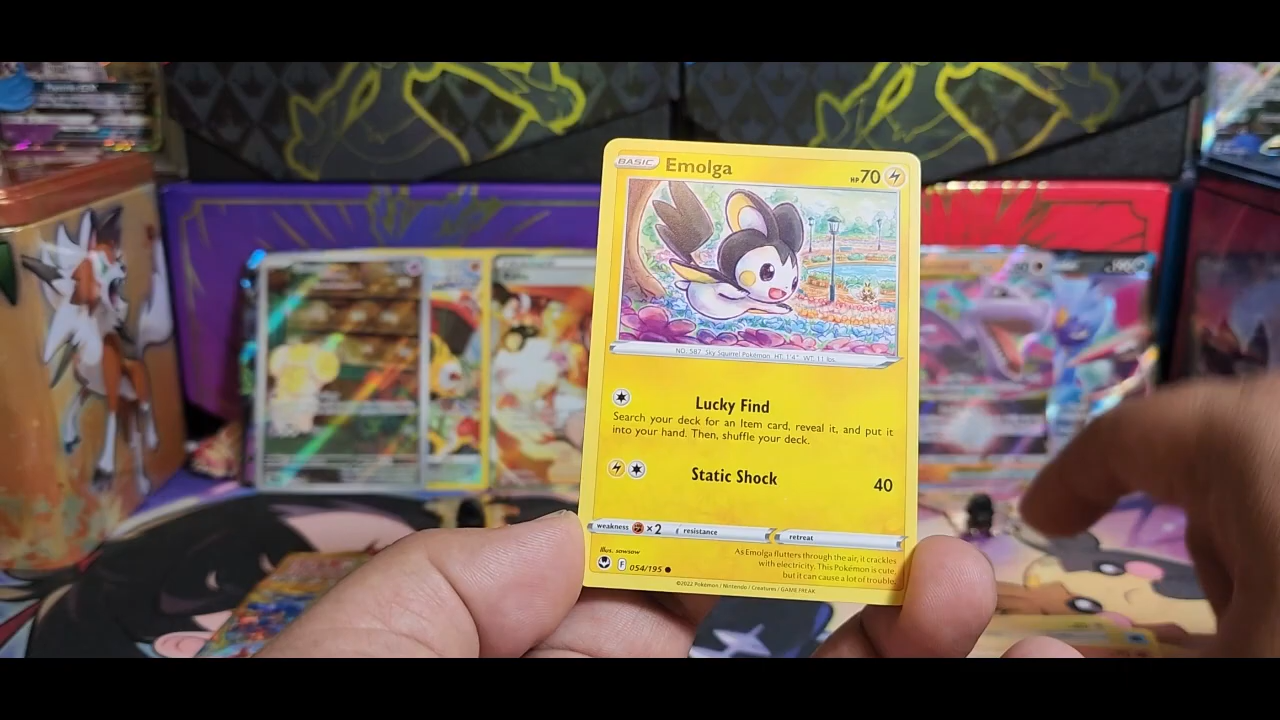 BASIC Emolga HP 70
NO. 587 Sky Squirrel Pokémon HT: 1'4" WT: 11 lbs.
Lucky Find
Search your deck for an Item card, reveal it, and put it
into your hand. Then, shuffle your deck.
Static Shock 40
weakness ×2 resistance retreat
Illus. sowsow
As Emolga flutters through the air, it crackles
with electricity. This Pokémon is cute,
but it can cause a lot of trouble.
F 054/195
©2022 Pokémon / Nintendo / Creatures / GAME FREAK